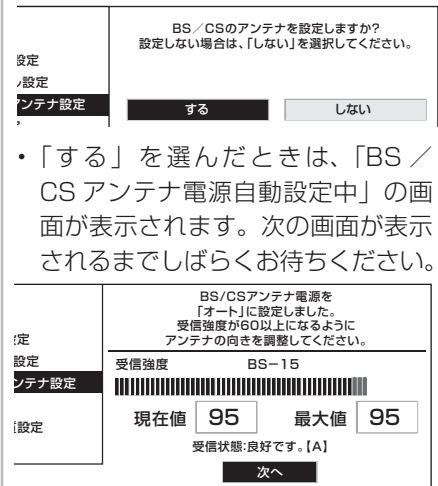 BS／CSのアンテナを設定しますか?
設定しない場合は、「しない」を選択してください。
設定
設定
アンテナ設定
する
しない
・「する」を選んだときは、「BS／
CSアンテナ電源自動設定中」の画
面が表示されます。次の画面が表示
されるまでしばらくお待ちください。
BS/CSアンテナ電源を
「オート」に設定しました。
受信強度が60以上になるように
アンテナの向きを調整してください。
定
設定
ンテナ設定
設定
受信強度 BS－15
現在値 95 最大値 95
受信状態:良好です。【A】
次へ